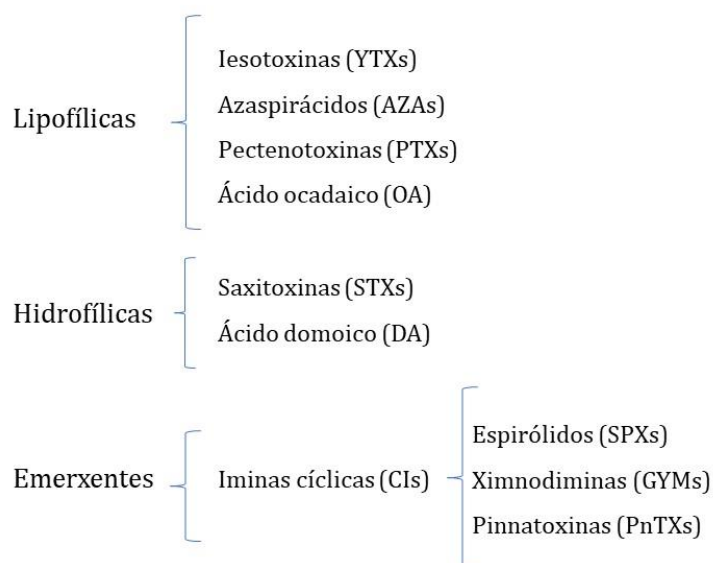 Lipofílicas
Iesotoxinas (YTXs)
Azaspirácidos (AZAs)
Pectenotoxinas (PTXs)
Ácido ocadaico (OA)
Hidrofílicas
Saxitoxinas (STXs)
Ácido domoico (DA)
Emerxentes
Iminas cíclicas (CIs)
Espirólidos (SPXs)
Ximnodiminas (GYMs)
Pinnatoxinas (PnTXs)